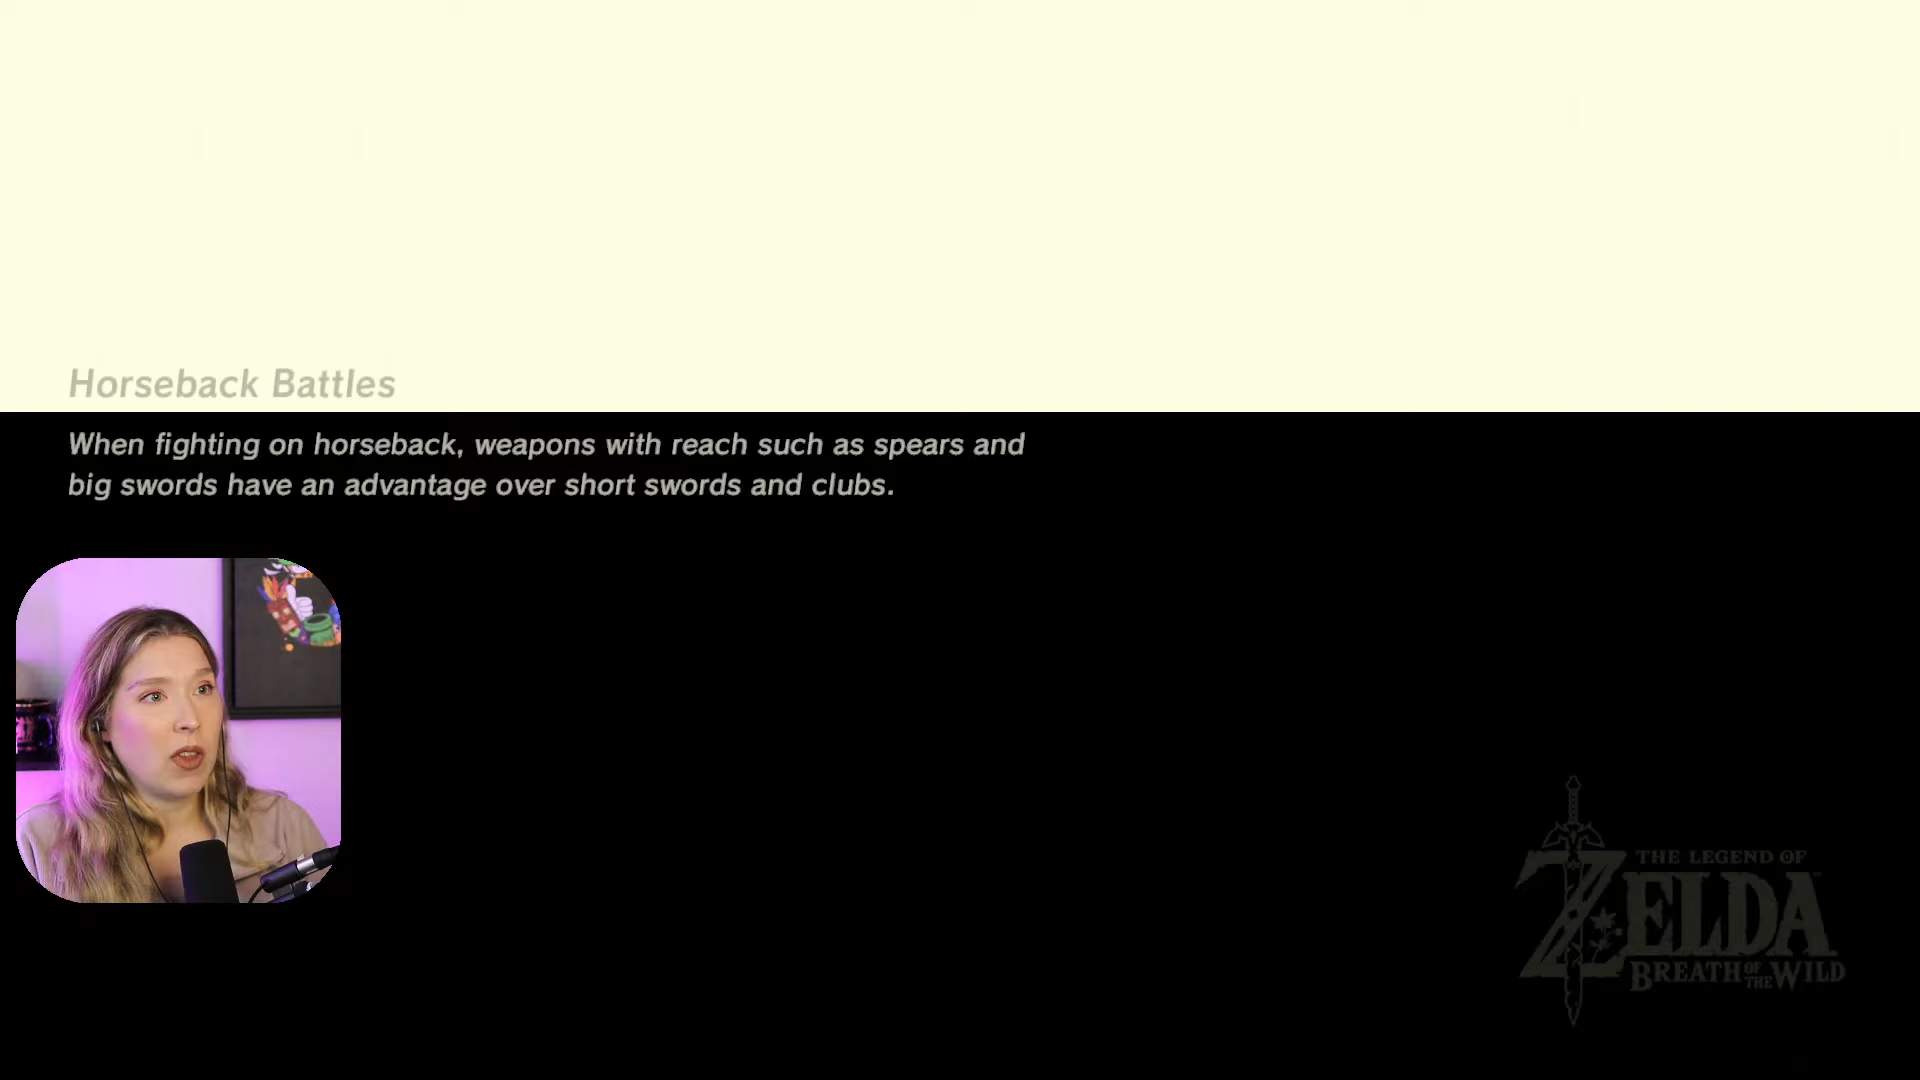 Horseback Battles
When fighting on horseback, weapons with reach such as spears and
big swords have an advantage over short swords and clubs.
THE LEGEND OF
ZELDA
BREATH OF THE WILD